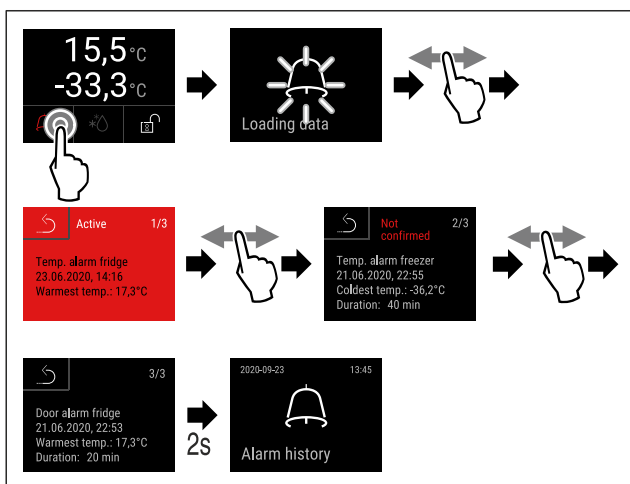 15,5°C
-33,3°C
Loading data
Active 1/3
Temp. alarm fridge
23.06.2020, 14:16
Warmest temp.: 17,3°C
Not
confirmed
2/3
Temp. alarm freezer
21.06.2020, 22:55
Coldest temp.: -36,2°C
Duration: 40 min
3/3
Door alarm fridge
21.06.2020, 22:53
Warmest temp.: 17,3°C
Duration: 20 min
2s
2020-09-23 13:45
Alarm history